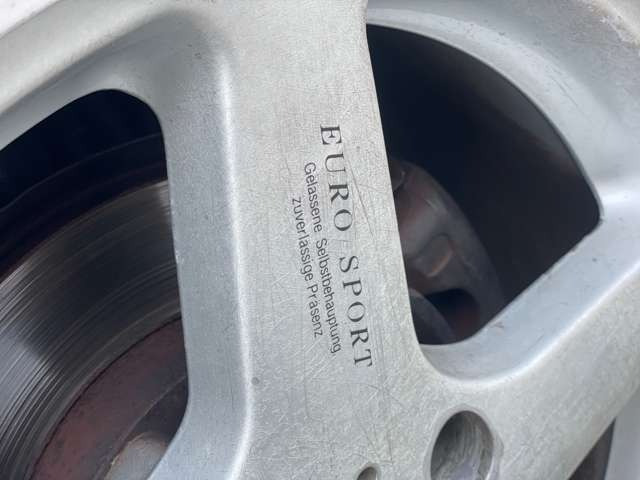 EURO/SPORT
Gelassene Selbstbehauptung,
zuverlässige Präsenz.